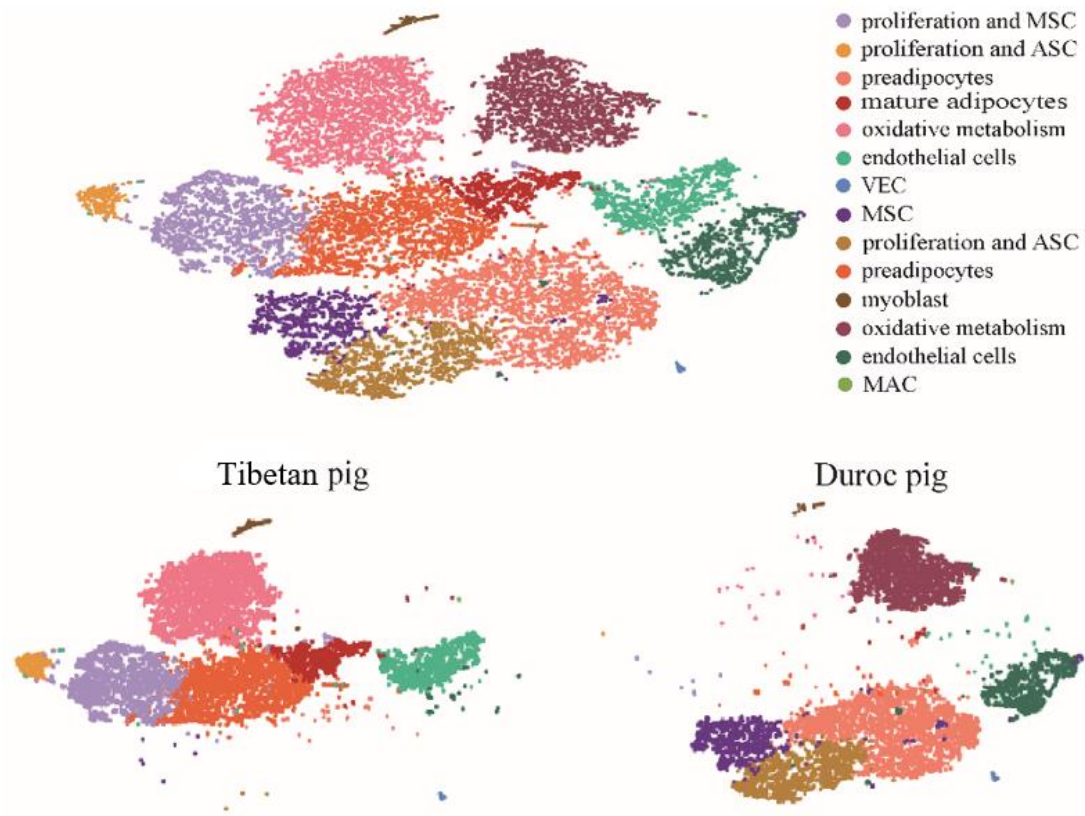 proliferation and MSC
proliferation and ASC
preadipocytes
mature adipocytes
oxidative metabolism
endothelial cells
VEC
MSC
proliferation and ASC
preadipocytes
myoblast
oxidative metabolism
endothelial cells
MAC
Tibetan pig
Duroc pig